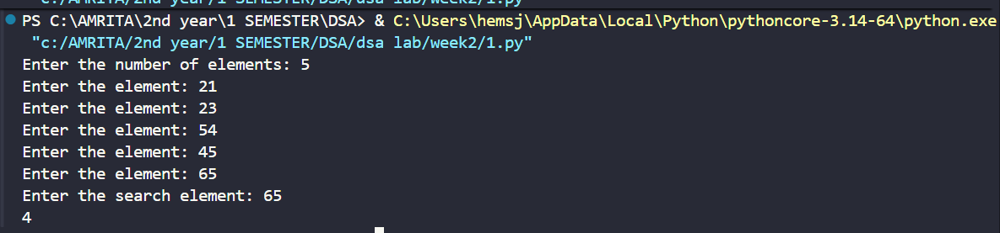 PS C:\AMRITA\2nd year\1 SEMESTER\DSA> & C:\Users\hemsj\AppData\Local\Python\pythoncore-3.14-64\python.exe
"c:/AMRITA/2nd year/1 SEMESTER/DSA/dsa lab/week2/1.py"
Enter the number of elements: 5
Enter the element: 21
Enter the element: 23
Enter the element: 54
Enter the element: 45
Enter the element: 65
Enter the search element: 65
4